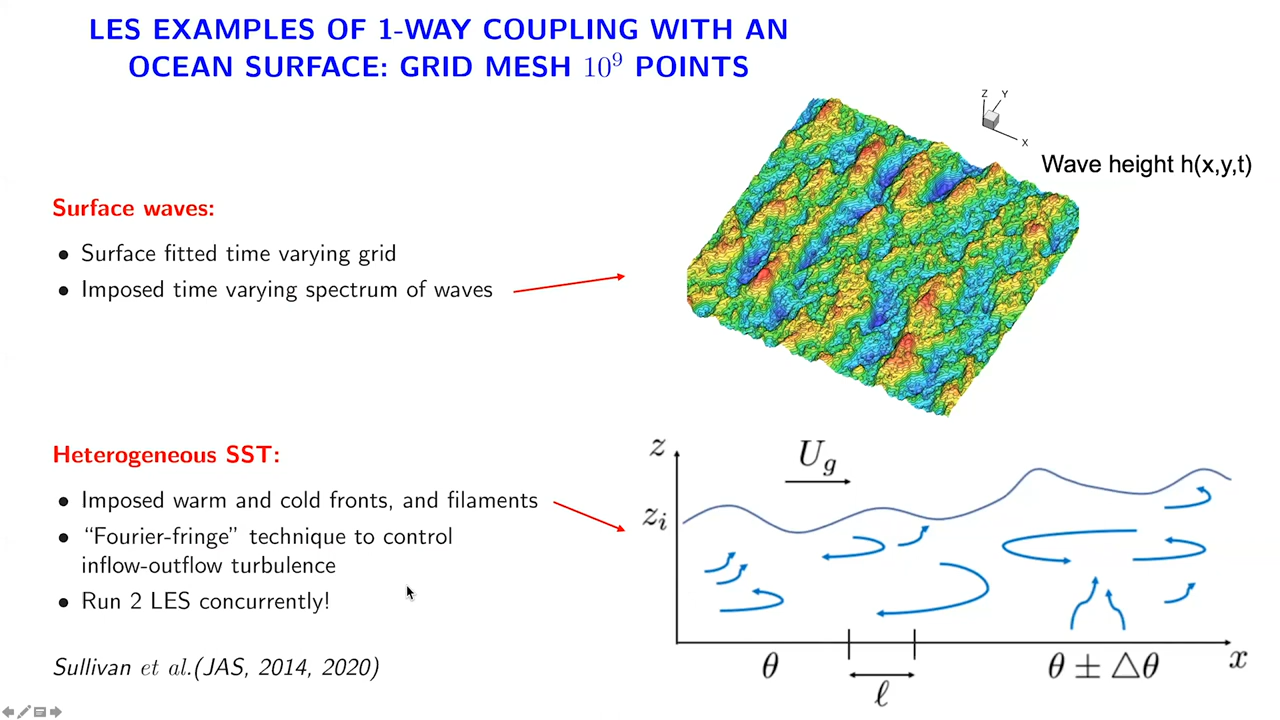 LES EXAMPLES OF 1-WAY COUPLING WITH AN
OCEAN SURFACE: GRID MESH 10⁹ POINTS
Z Y
X
Wave height h(x,y,t)
Surface waves:
• Surface fitted time varying grid
• Imposed time varying spectrum of waves
Heterogeneous SST:
• Imposed warm and cold fronts, and filaments
• “Fourier-fringe” technique to control
inflow-outflow turbulence
• Run 2 LES concurrently!
Sullivan et al.(JAS, 2014, 2020)
z
U_g
z_i
θ
ℓ
θ ± △θ
x